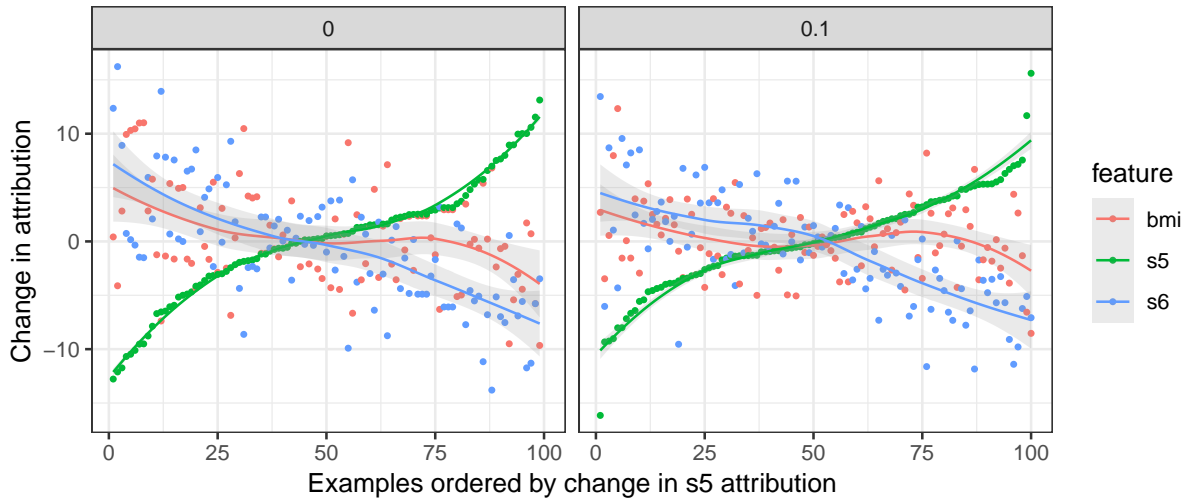 0
0.1
Change in attribution
10
0
−10
0
25
50
75
100
0
25
50
75
100
Examples ordered by change in s5 attribution
feature
bmi
s5
s6